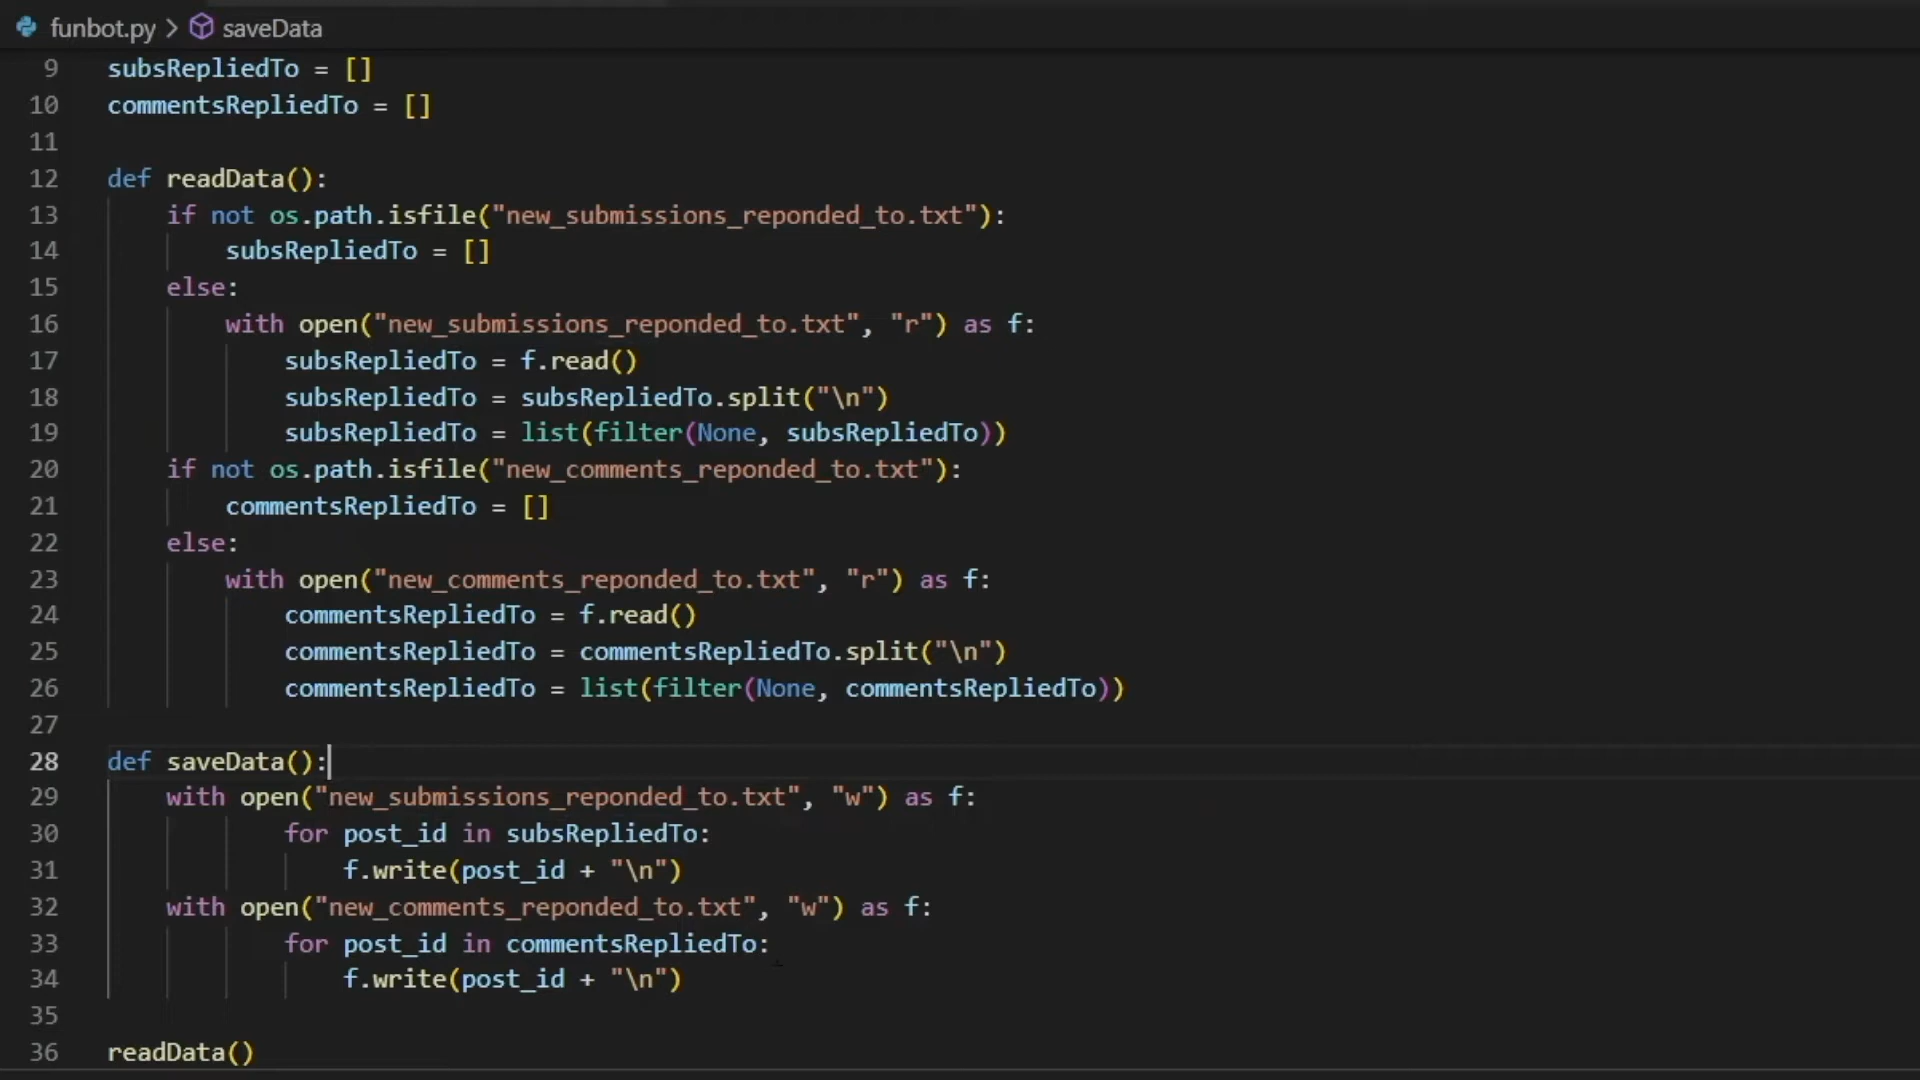 funbot.py > saveData
9 subsRepliedTo = []
10 commentsRepliedTo = []
11
12 def readData():
13     if not os.path.isfile("new_submissions_reponded_to.txt"):
14         subsRepliedTo = []
15     else:
16         with open("new_submissions_reponded_to.txt", "r") as f:
17             subsRepliedTo = f.read()
18             subsRepliedTo = subsRepliedTo.split("\n")
19             subsRepliedTo = list(filter(None, subsRepliedTo))
20     if not os.path.isfile("new_comments_reponded_to.txt"):
21         commentsRepliedTo = []
22     else:
23         with open("new_comments_reponded_to.txt", "r") as f:
24             commentsRepliedTo = f.read()
25             commentsRepliedTo = commentsRepliedTo.split("\n")
26             commentsRepliedTo = list(filter(None, commentsRepliedTo))
27
28 def saveData():
29     with open("new_submissions_reponded_to.txt", "w") as f:
30             for post_id in subsRepliedTo:
31                 f.write(post_id + "\n")
32     with open("new_comments_reponded_to.txt", "w") as f:
33             for post_id in commentsRepliedTo:
34                 f.write(post_id + "\n")
35
36 readData()